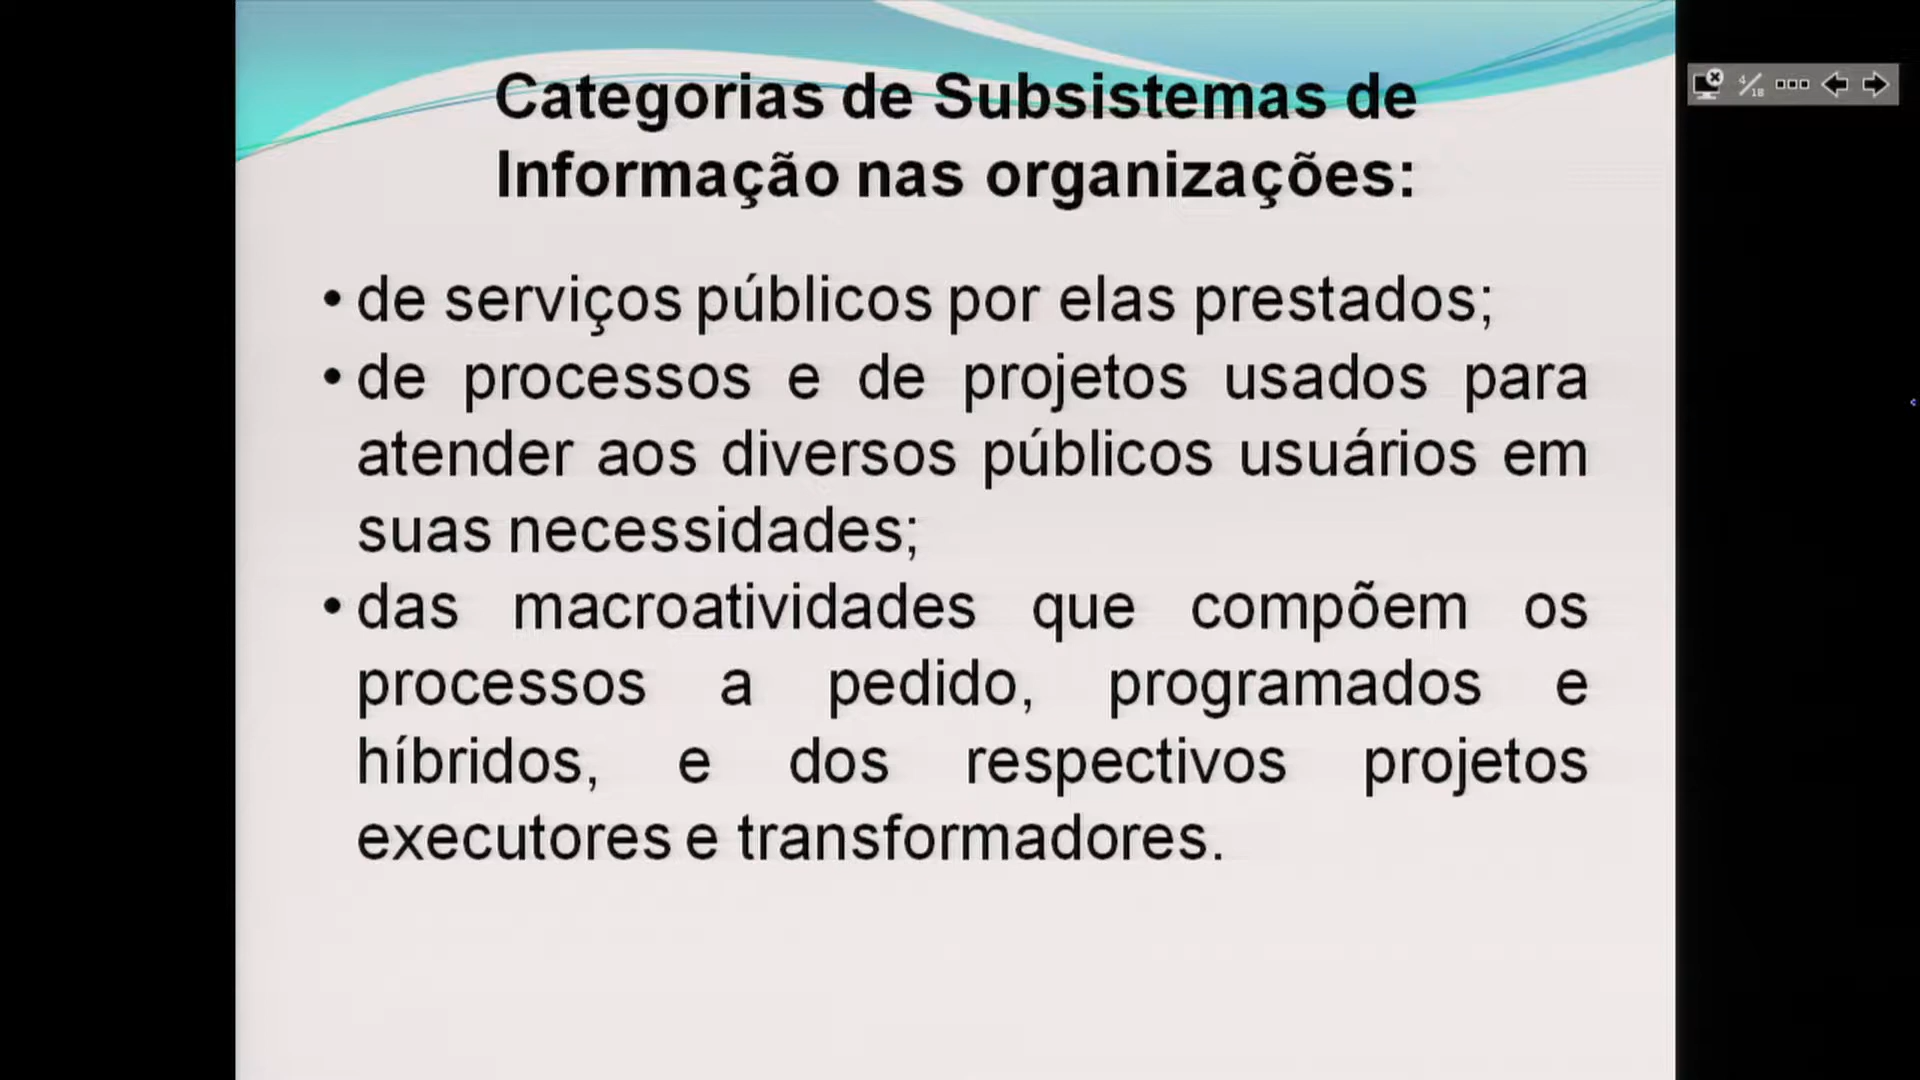 Categorias de Subsistemas de
Informação nas organizações:
• de serviços públicos por elas prestados;
• de processos e de projetos usados para
atender aos diversos públicos usuários em
suas necessidades;
• das macroatividades que compõem os
processos a pedido, programados e
híbridos, e dos respectivos projetos
executores e transformadores.
4/18